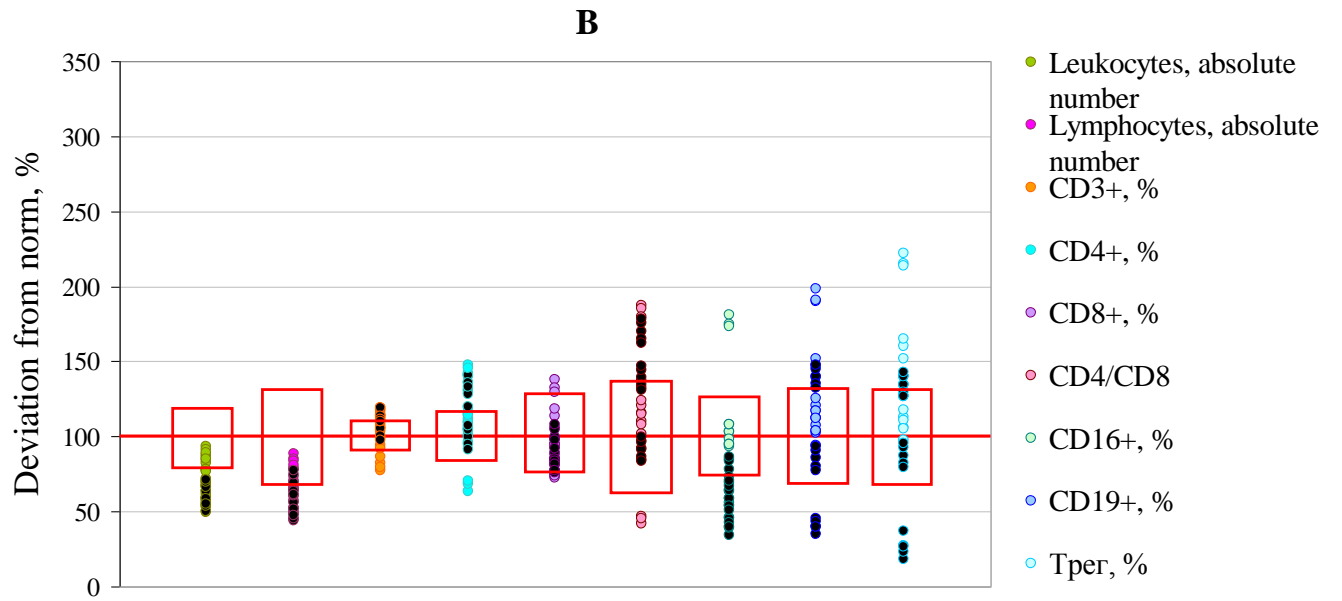 B
Deviation from norm, %
350
300
250
200
150
100
50
0
Leukocytes, absolute
number
Lymphocytes, absolute
number
CD3+, %
CD4+, %
CD8+, %
CD4/CD8
CD16+, %
CD19+, %
Трег, %